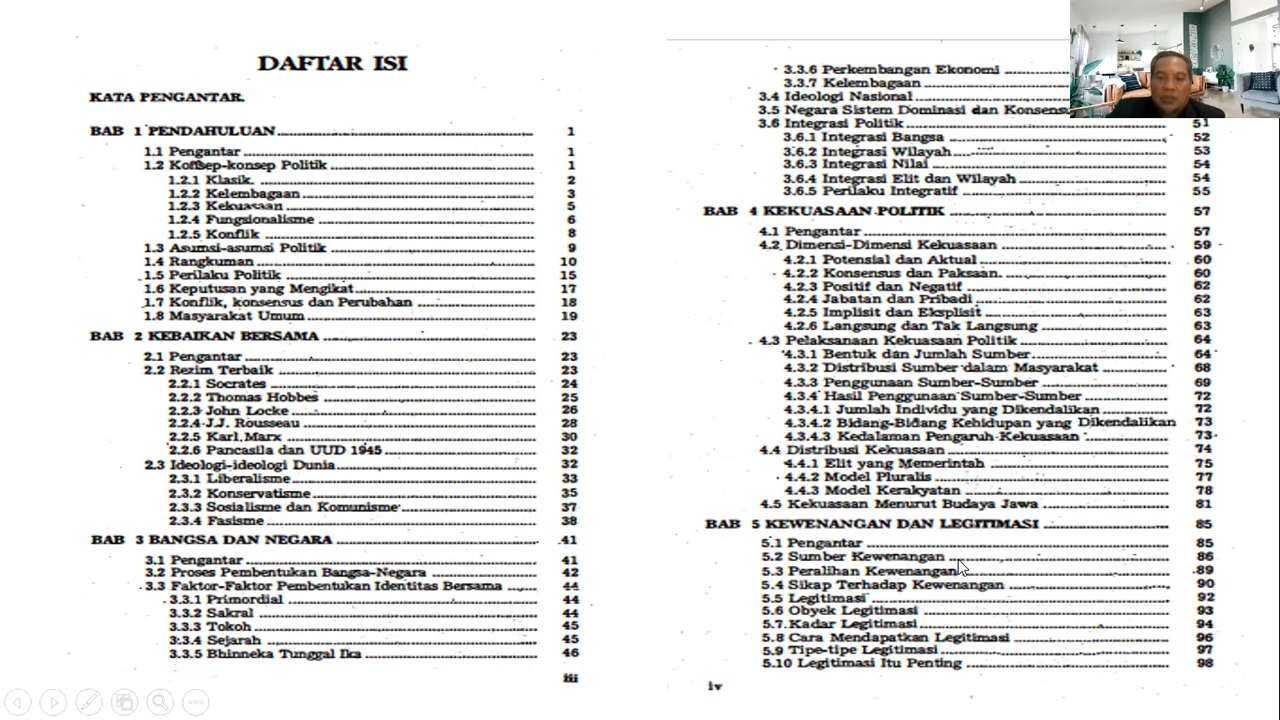 DAFTAR ISI
KATA PENGANTAR.
BAB 1 PENDAHULUAN 1
1.1 Pengantar 1
1.2 Konsep-konsep Politik 1
1.2.1 Klasik 2
1.2.2 Kelembagaan 3
1.2.3 Kekuasaan 5
1.2.4 Fungsionalisme 6
1.2.5 Konflik 8
1.3 Asumsi-asumsi Politik 9
1.4 Rangkuman 10
1.5 Perilaku Politik 15
1.6 Keputusan yang Mengikat 17
1.7 Konflik, konsensus dan Perubahan 18
1.8 Masyarakat Umum 19
BAB 2 KEBAIKAN BERSAMA 23
2.1 Pengantar 23
2.2 Rezim Terbaik 23
2.2.1 Socrates 24
2.2.2 Thomas Hobbes 25
2.2.3 John Locke 26
2.2.4 J.J. Rousseau 28
2.2.5 Karl Marx 30
2.2.6 Pancasila dan UUD 1945 32
2.3 Ideologi-ideologi Dunia 32
2.3.1 Liberalisme 33
2.3.2 Konservatisme 35
2.3.3 Sosialisme dan Komunisme 37
2.3.4 Fasisme 38
BAB 3 BANGSA DAN NEGARA 41
3.1 Pengantar 41
3.2 Proses Pembentukan Bangsa-Negara 42
3.3 Faktor-Faktor Pembentukan Identitas Bersama 44
3.3.1 Primordial 44
3.3.2 Sakral 44
3.3.3 Tokoh 45
3.3.4 Sejarah 45
3.3.5 Bhinneka Tunggal Ika 46
iii
3.3.6 Perkembangan Ekonomi
3.3.7 Kelembagaan
3.4 Ideologi Nasional
3.5 Negara Sistem Dominasi dan Konsensus
3.6 Integrasi Politik 51
3.6.1 Integrasi Bangsa 52
3.6.2 Integrasi Wilayah 53
3.6.3 Integrasi Nilai 54
3.6.4 Integrasi Elit dan Wilayah 54
3.6.5 Perilaku Integratif 55
BAB 4 KEKUASAAN POLITIK 57
4.1 Pengantar 57
4.2 Dimensi-Dimensi Kekuasaan 59
4.2.1 Potensial dan Aktual 60
4.2.2 Konsensus dan Paksaan. 60
4.2.3 Positif dan Negatif 62
4.2.4 Jabatan dan Pribadi 62
4.2.5 Implisit dan Eksplisit 63
4.2.6 Langsung dan Tak Langsung 63
4.3 Pelaksanaan Kekuasaan Politik 64
4.3.1 Bentuk dan Jumlah Sumber 64
4.3.2 Distribusi Sumber dalam Masyarakat 68
4.3.3 Penggunaan Sumber-Sumber 69
4.3.4 Hasil Penggunaan Sumber-Sumber 72
4.3.4.1 Jumlah Individu yang Dikendalikan 72
4.3.4.2 Bidang-Bidang Kehidupan yang Dikendalikan 73
4.3.4.3 Kedalaman Pengaruh Kekuasaan 73
4.4 Distribusi Kekuasaan 74
4.4.1 Elit yang Memerintah 75
4.4.2 Model Pluralis 77
4.4.3 Model Kerakyatan 78
4.5 Kekuasaan Menurut Budaya Jawa 81
BAB 5 KEWENANGAN DAN LEGITIMASI 85
5.1 Pengantar 85
5.2 Sumber Kewenangan 86
5.3 Peralihan Kewenangan 89
5.4 Sikap Terhadap Kewenangan 90
5.5 Legitimasi 92
5.6 Obyek Legitimasi 93
5.7. Kadar Legitimasi 94
5.8 Cara Mendapatkan Legitimasi 96
5.9 Tipe-tipe Legitimasi 97
5.10 Legitimasi Itu Penting 98
iv